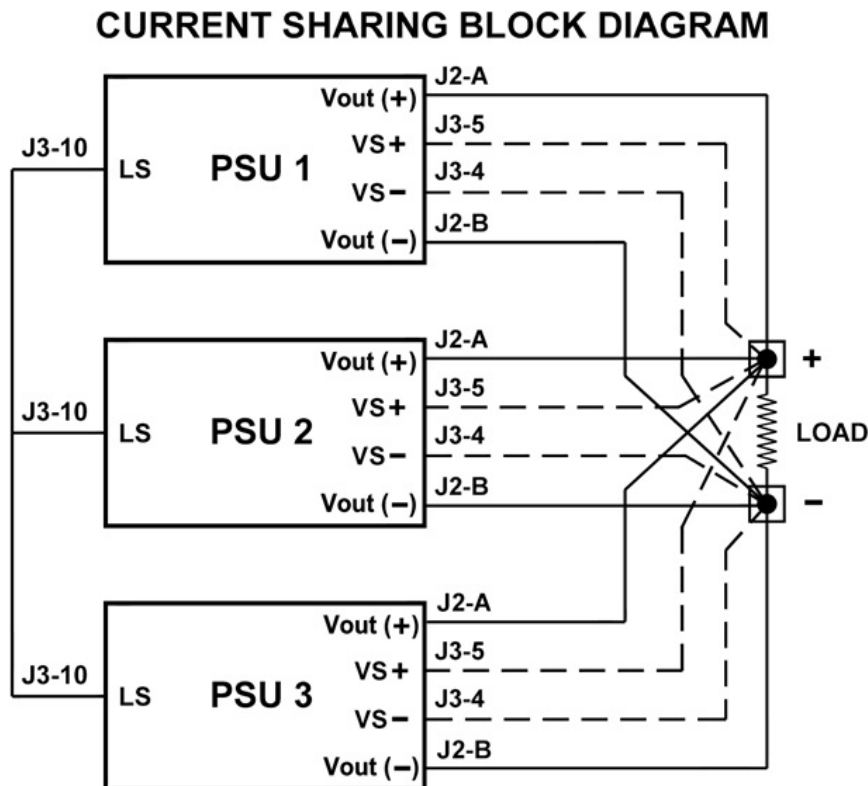 CURRENT SHARING BLOCK DIAGRAM
J3-10
LS
PSU 1
Vout (+)
VS+
VS-
Vout (-)
J2-A
J3-5
J3-4
J2-B
J3-10
LS
PSU 2
Vout (+)
VS+
VS-
Vout (-)
J2-A
J3-5
J3-4
J2-B
+
LOAD
-
J3-10
LS
PSU 3
Vout (+)
VS+
VS-
Vout (-)
J2-A
J3-5
J3-4
J2-B